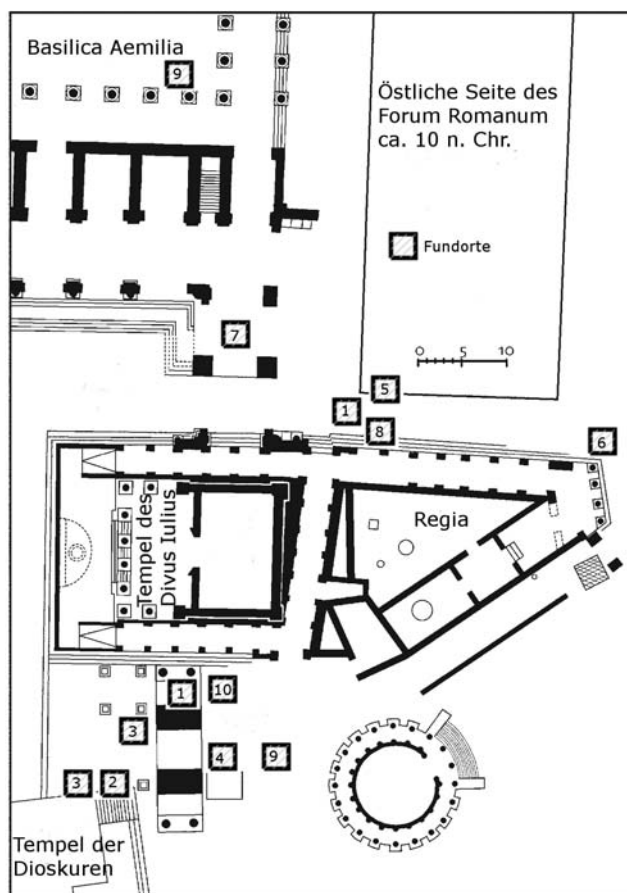 Basilica Aemilia
9
Östliche Seite des
Forum Romanum
ca. 10 n. Chr.
Fundorte
7
0 5 10
5
1
8
6
Tempel des
Divus Iulius
Regia
1
10
3
4
9
3
2
Tempel der
Dioskuren